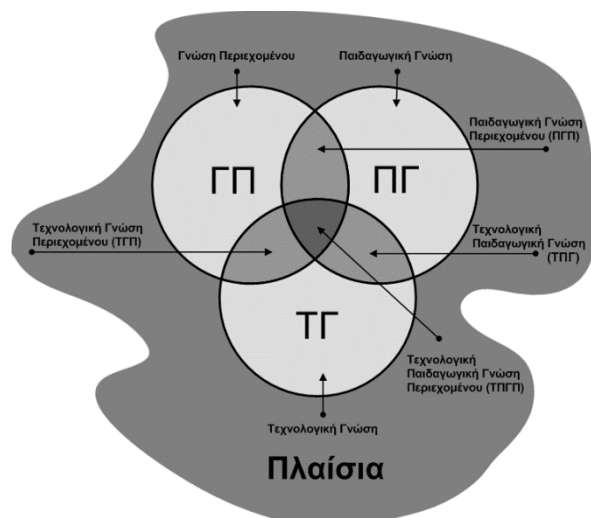 Γνώση Περιεχομένου
Παιδαγωγική Γνώση
Παιδαγωγική Γνώση
Περιεχομένου (ΠΓΠ)
ΓΠ
ΠΓ
Τεχνολογική Γνώση
Περιεχομένου (ΤΓΠ)
Τεχνολογική
Παιδαγωγική Γνώση
(ΤΠΓ)
ΤΓ
Τεχνολογική
Παιδαγωγική Γνώση
Περιεχομένου (ΤΠΓΠ)
Τεχνολογική Γνώση
Πλαίσια